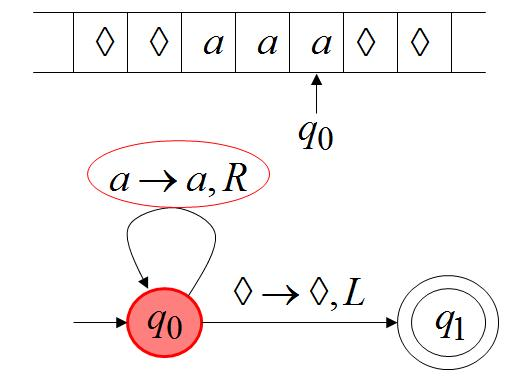 ◊ ◊ a a a ◊ ◊
q0
a → a, R
◊ → ◊, L
q0 q1